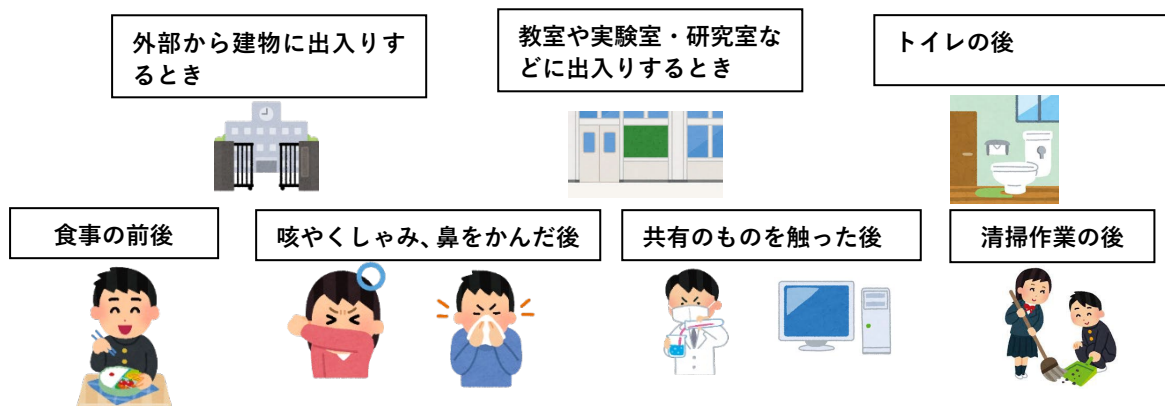 外部から建物に出入りす
るとき
教室や実験室・研究室な
どに出入りするとき
トイレの後
食事の前後
咳やくしゃみ、鼻をかんだ後
共有のものを触った後
清掃作業の後